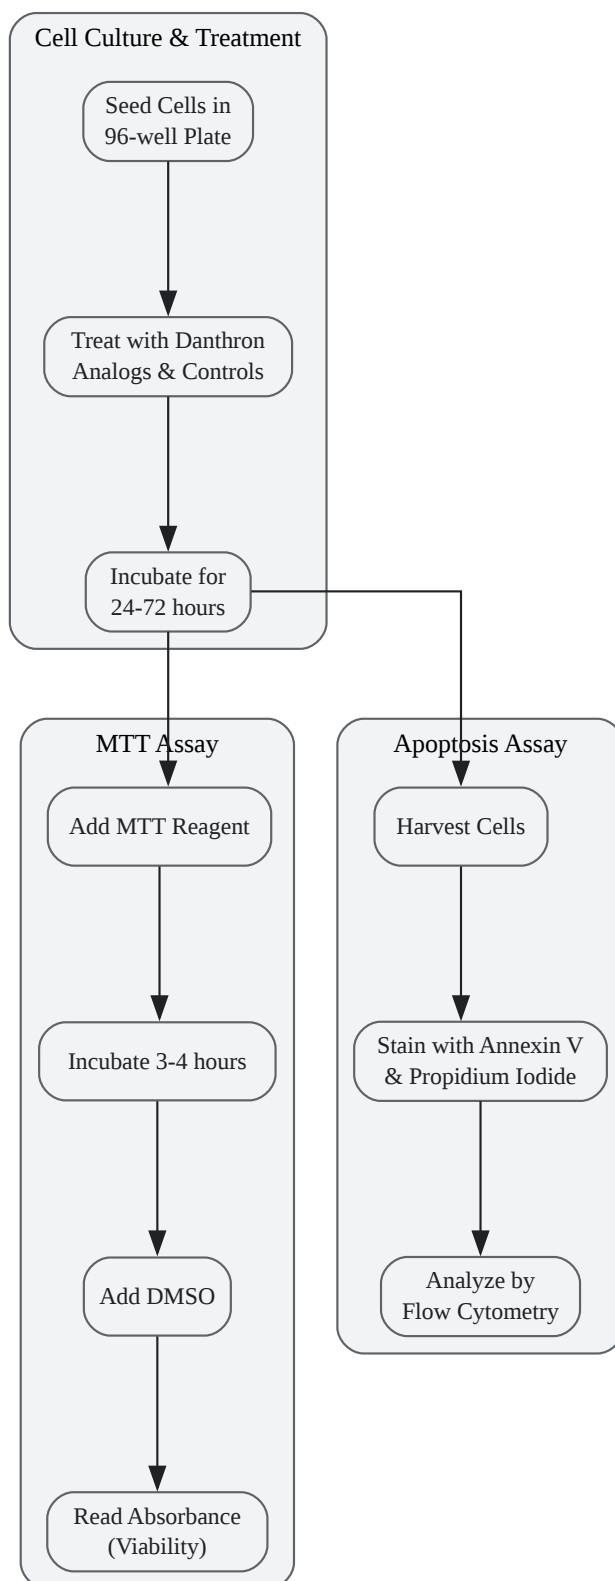 Cell Culture & Treatment
Seed Cells in
96-well Plate
Treat with Danthron
Analogs & Controls
Incubate for
24-72 hours
MTT Assay
Add MTT Reagent
Incubate 3-4 hours
Add DMSO
Read Absorbance
(Viability)
Apoptosis Assay
Harvest Cells
Stain with Annexin V
& Propidium Iodide
Analyze by
Flow Cytometry